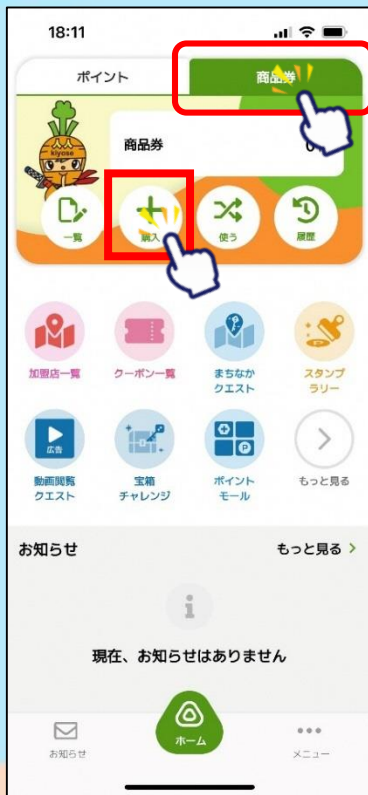 18:11
ポイント
商品券
kiyose
商品券
一覧
購入
使う
履歴
加盟店一覧
クーポン一覧
まちなか
クエスト
スタンプ
ラリー
広告
動画閲覧
クエスト
宝箱
チャレンジ
P
ポイント
モール
もっと見る
お知らせ
もっと見る
現在、お知らせはありません
お知らせ
ホーム
メニュー